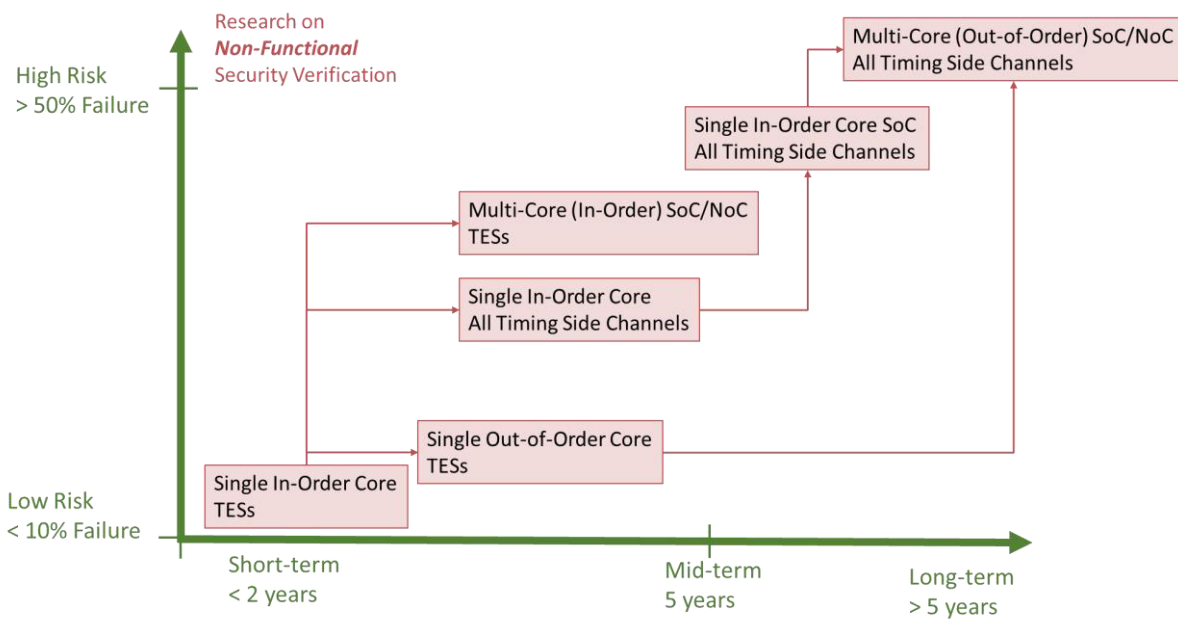 Research on
Non-Functional
Security Verification
High Risk
> 50% Failure
Multi-Core (Out-of-Order) SoC/NoC
All Timing Side Channels
Single In-Order Core SoC
All Timing Side Channels
Multi-Core (In-Order) SoC/NoC
TESs
Single In-Order Core
All Timing Side Channels
Single Out-of-Order Core
TESs
Single In-Order Core
TESs
Low Risk
< 10% Failure
Short-term
< 2 years
Mid-term
5 years
Long-term
> 5 years